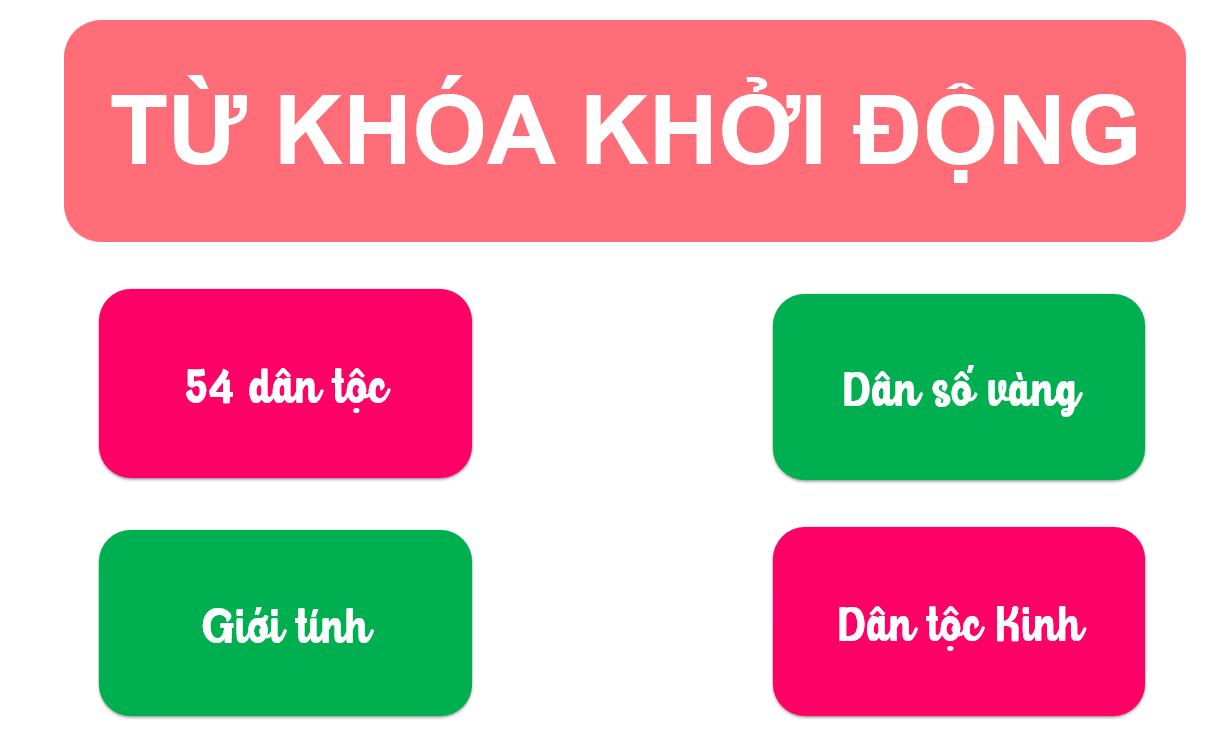 TỪ KHÓA KHỞI ĐỘNG
54 dân tộc
Dân số vàng
Giới tính
Dân tộc Kinh